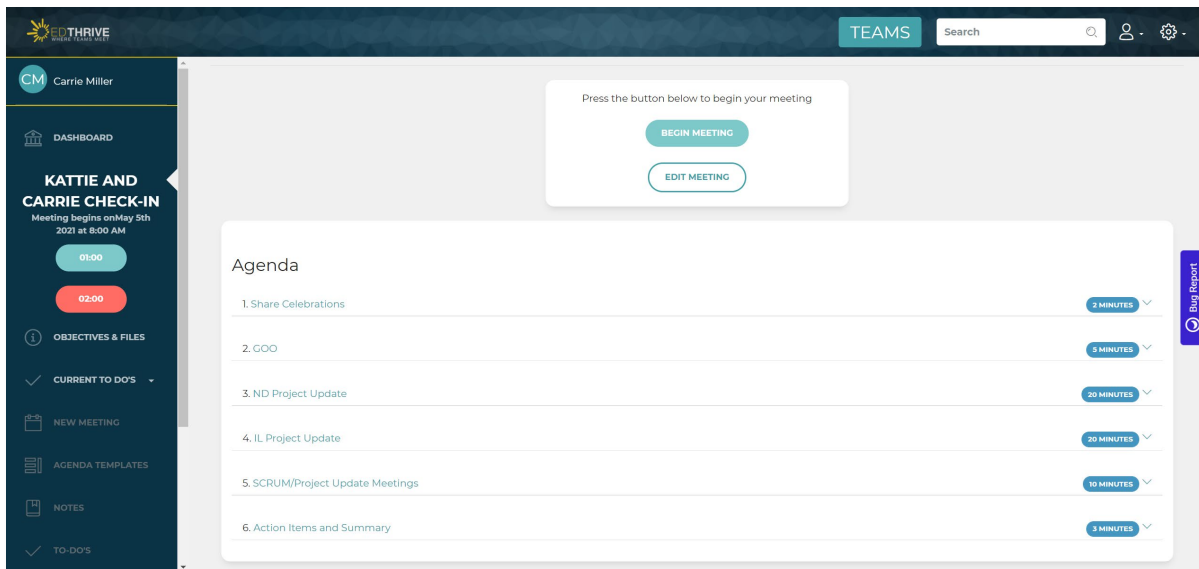 EDTHRIVE
WHERE TEAMS MEET
TEAMS
Search
CM
Carrie Miller
DASHBOARD
KATTIE AND
CARRIE CHECK-IN
Meeting begins onMay 5th
2021 at 8:00 AM
01:00
02:00
OBJECTIVES & FILES
CURRENT TO DO'S
NEW MEETING
AGENDA TEMPLATES
NOTES
TO-DO'S
Press the button below to begin your meeting
BEGIN MEETING
EDIT MEETING
Agenda
1. Share Celebrations 2 MINUTES
2. GOO 5 MINUTES
3. ND Project Update 20 MINUTES
4. IL Project Update 20 MINUTES
5. SCRUM/Project Update Meetings 10 MINUTES
6. Action Items and Summary 3 MINUTES
Bug Report